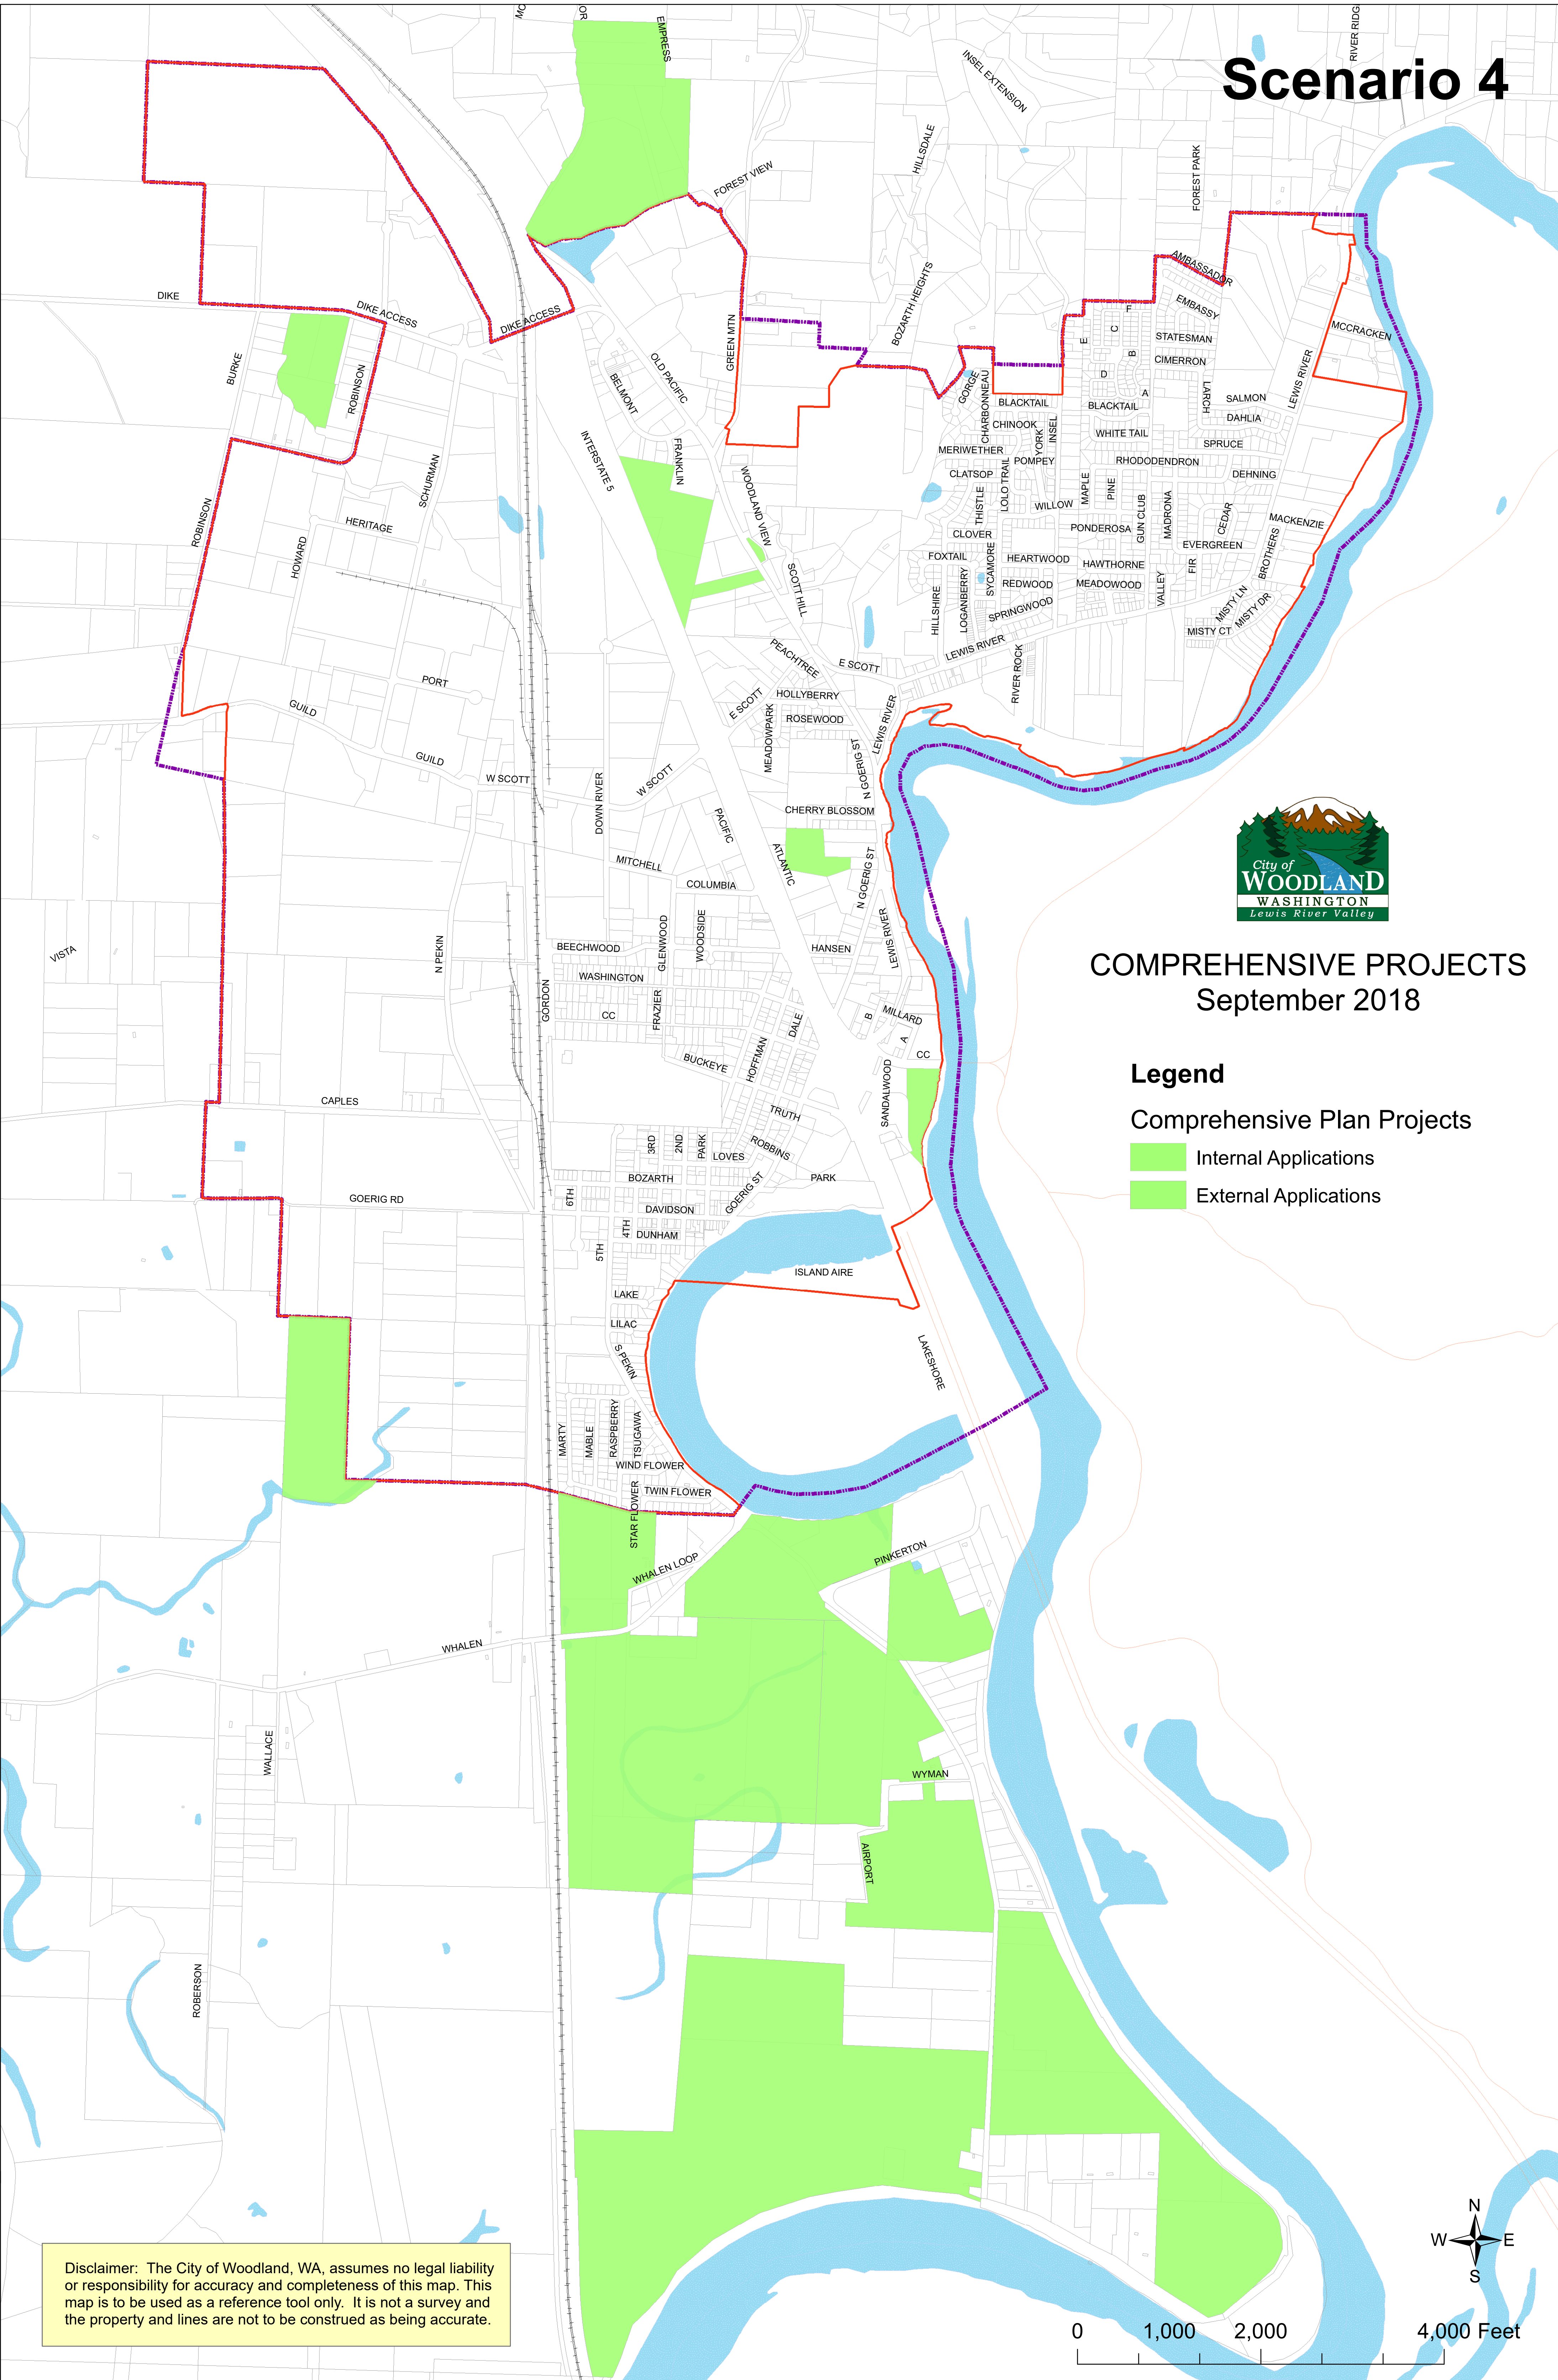 Scenario 4
MC
OR
EMPRESS
INSEL EXTENSION
RIVER RIDG
HILLSDALE
FOREST PARK
FOREST VIEW
AMBASSADOR
BOZARTH HEIGHTS
DIKE
DIKE ACCESS
DIKE ACCESS
EMBASSY
F
C
E
B
STATESMAN
CIMERRON
MCCRACKEN
GREEN MTN
BURKE
ROBINSON
OLD PACIFIC
BELMONT
D
A
GORGE
CHARBONNEAU
BLACKTAIL
BLACKTAIL
LARCH
SALMON
LEWIS RIVER
DAHLIA
CHINOOK
YORK
INSEL
WHITE TAIL
SPRUCE
INTERSTATE 5
FRANKLIN
MERIWETHER
POMPEY
RHODODENDRON
CLATSOP
LOLO TRAIL
DEHNING
SCHURMAN
WOODLAND VIEW
THISTLE
WILLOW
MAPLE
PINE
GUN CLUB
MADRONA
CEDAR
MACKENZIE
ROBINSON
HERITAGE
HOWARD
CLOVER
PONDEROSA
EVERGREEN
BROTHERS
FOXTAIL
SYCAMORE
HEARTWOOD
HAWTHORNE
FIR
SCOTT HILL
HILLSHIRE
LOGANBERRY
REDWOOD
MEADOWOOD
VALLEY
SPRINGWOOD
MISTY LN
MISTY DR
MISTY CT
PEACHTREE
E SCOTT
LEWIS RIVER
RIVER ROCK
PORT
E SCOTT
HOLLYBERRY
ROSEWOOD
MEADOWPARK
LEWIS RIVER
GUILD
GUILD
W SCOTT
W SCOTT
DOWN RIVER
N GOERIG ST
CHERRY BLOSSOM
PACIFIC
ATLANTIC
MITCHELL
COLUMBIA
N GOERIG ST
City of
WOODLAND
WASHINGTON
Lewis River Valley
COMPREHENSIVE PROJECTS
September 2018
VISTA
N PEKIN
BEECHWOOD
GLENWOOD
WOODSIDE
HANSEN
LEWIS RIVER
WASHINGTON
GORDON
CC
FRAZIER
DALE
B
MILLARD
A
CC
BUCKEYE
HOFFMAN
SANDALWOOD
Legend
Comprehensive Plan Projects
Internal Applications
External Applications
CAPLES
TRUTH
3RD
2ND
PARK
LOVES
ROBBINS
BOZARTH
PARK
GOERIG RD
6TH
GOERIG ST
DAVIDSON
4TH
DUNHAM
5TH
ISLAND AIRE
LAKE
LILAC
S PEKIN
LAKESHORE
MARTY
MABLE
RASPBERRY
TSUGAWA
WIND FLOWER
TWIN FLOWER
STAR FLOWER
WHALEN LOOP
PINKERTON
WHALEN
WALLACE
WYMAN
AIRPORT
ROBERSON
Disclaimer: The City of Woodland, WA, assumes no legal liability
or responsibility for accuracy and completeness of this map. This
map is to be used as a reference tool only. It is not a survey and
the property and lines are not to be construed as being accurate.
N
W
E
S
0 1,000 2,000 4,000 Feet